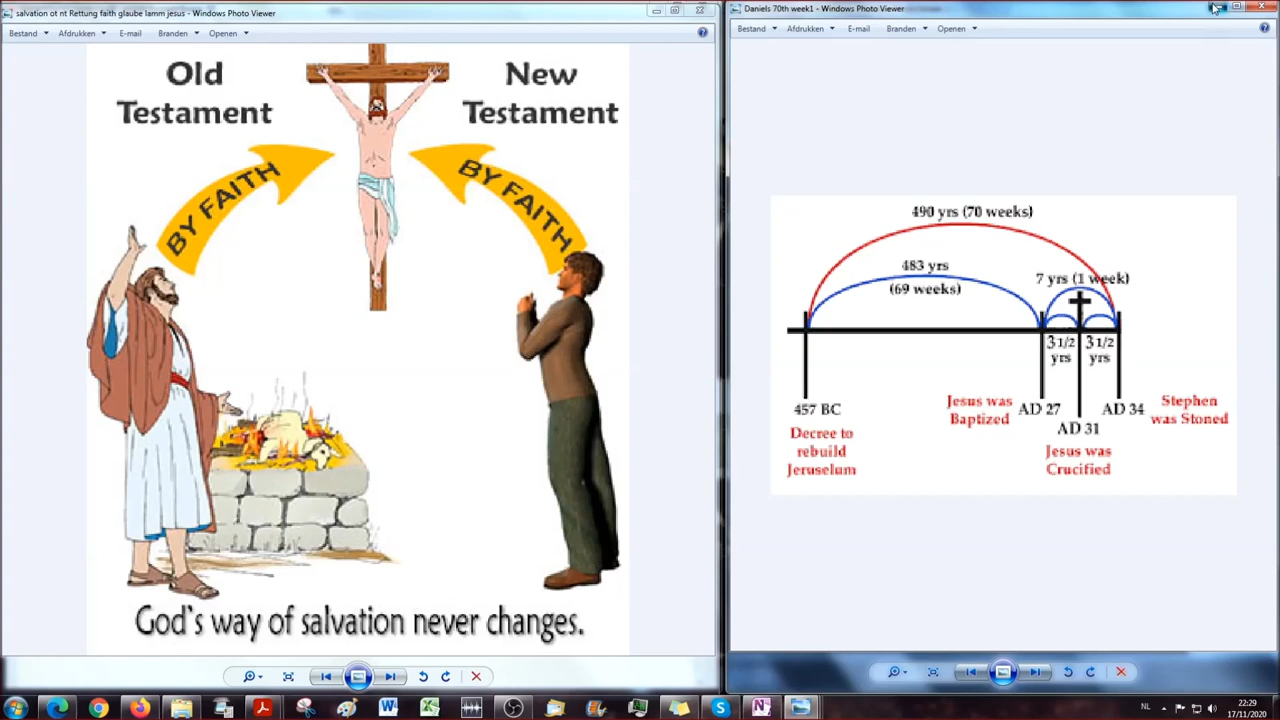 salvation ot nt Rettung faith glaube lamm jesus - Windows Photo Viewer
Bestand Afdrukken E-mail Branden Openen
Old
Testament
New
Testament
BY FAITH
BY FAITH
God's way of salvation never changes.
Daniels 70th week1 - Windows Photo Viewer
Bestand Afdrukken E-mail Branden Openen
490 yrs (70 weeks)
483 yrs
(69 weeks)
7 yrs (1 week)
3 1/2
yrs
3 1/2
yrs
457 BC
Decree to
rebuild
Jeruselum
Jesus was
Baptized
AD 27
AD 31
Jesus was
Crucified
AD 34
Stephen
was Stoned
NL
22:29
17/11/2020